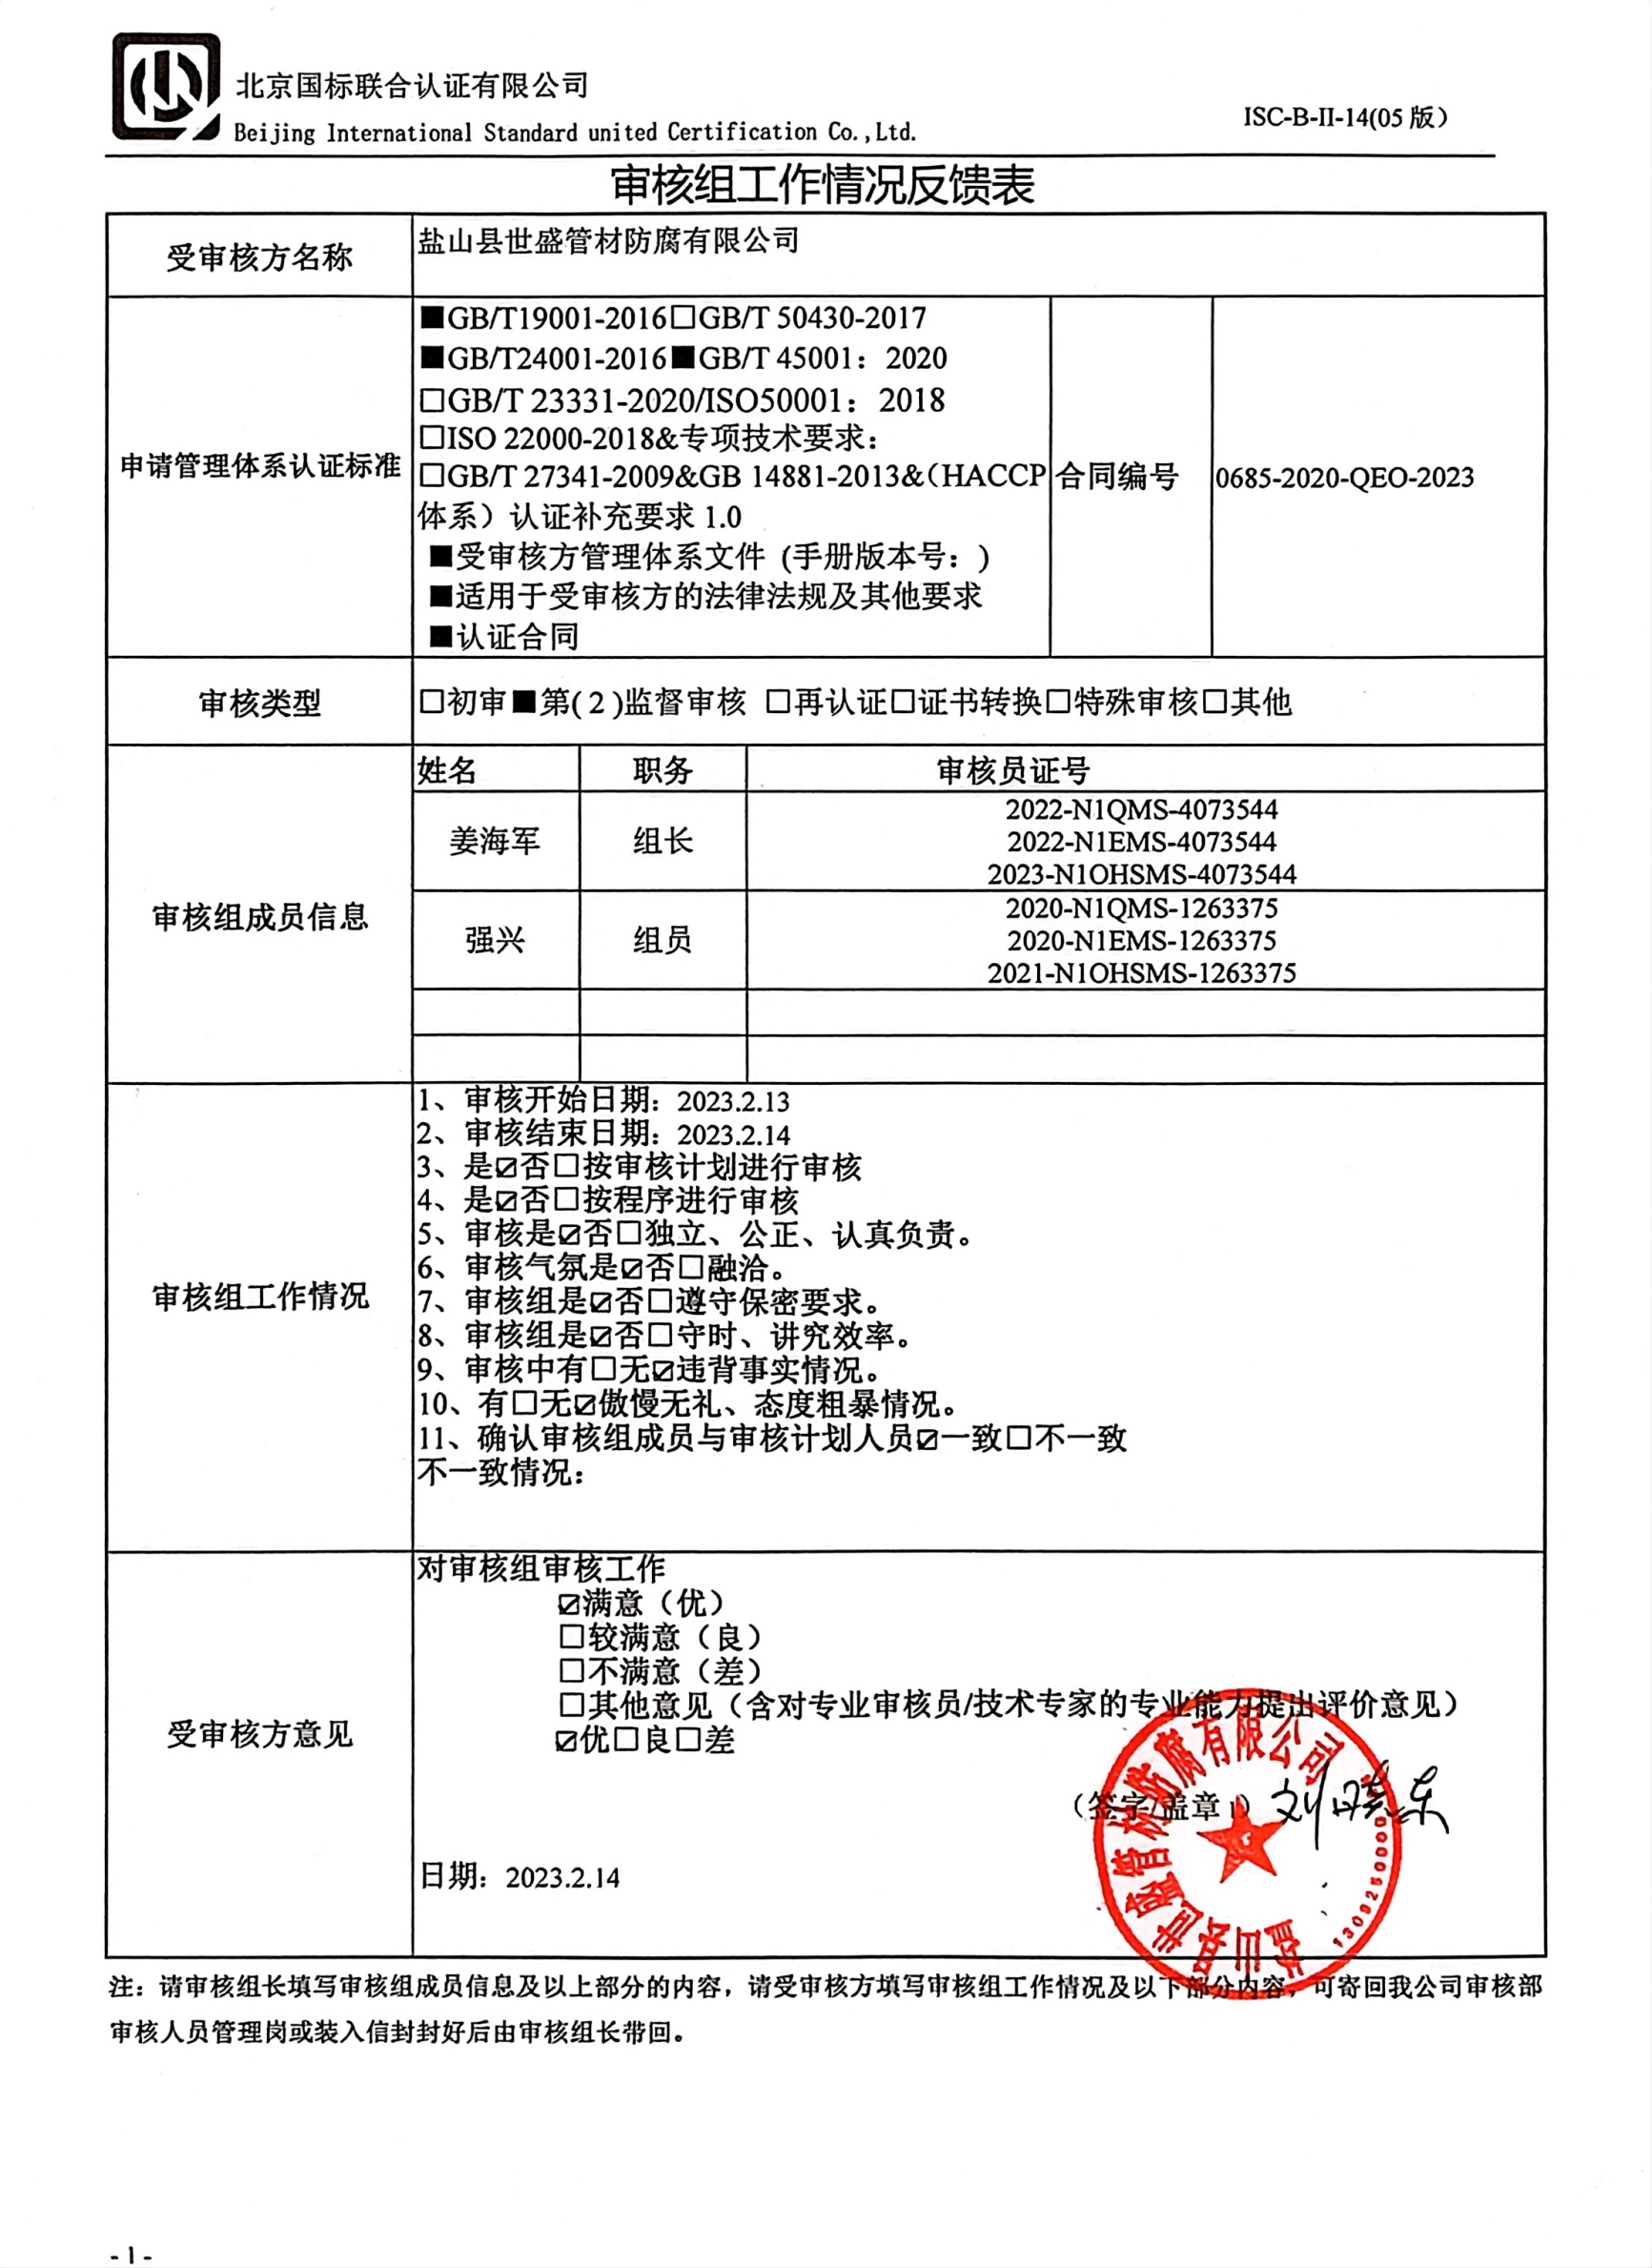 北京国标联合认证有限公司
Beijing International Standard united Certification Co.,Ltd.
ISC-B-II-14(05 版)
审核组工作情况反馈表
受审核方名称
盐山县世盛管材防腐有限公司
申请管理体系认证标准
■GB/T19001-2016□GB/T 50430-2017
■GB/T24001-2016■GB/T 45001：2020
□GB/T 23331-2020/ISO50001：2018
□ISO 22000-2018&专项技术要求：
□GB/T 27341-2009&GB 14881-2013&（HACCP
体系）认证补充要求 1.0
■受审核方管理体系文件 (手册版本号：)
■适用于受审核方的法律法规及其他要求
■认证合同
合同编号
0685-2020-QEO-2023
审核类型
□初审■第( 2 )监督审核 □再认证□证书转换□特殊审核□其他
审核组成员信息
姓名 职务 审核员证号
姜海军 组长
2022-N1QMS-4073544
2022-N1EMS-4073544
2023-N1OHSMS-4073544
强兴 组员
2020-N1QMS-1263375
2020-N1EMS-1263375
2021-N1OHSMS-1263375
审核组工作情况
1、审核开始日期：2023.2.13
2、审核结束日期：2023.2.14
3、是☑否□按审核计划进行审核
4、是☑否□按程序进行审核
5、审核是☑否□独立、公正、认真负责。
6、审核气氛是☑否□融洽。
7、审核组是☑否□遵守保密要求。
8、审核组是☑否□守时、讲究效率。
9、审核中有□无☑违背事实情况。
10、有□无☑傲慢无礼、态度粗暴情况。
11、确认审核组成员与审核计划人员☑一致□不一致
不一致情况：
受审核方意见
对审核组审核工作
☑满意（优）
□较满意（良）
□不满意（差）
□其他意见（含对专业审核员/技术专家的专业能力提出评价意见）
☑优□良□差
（签字/盖章）刘晓东
盐山县世盛管材防腐有限公司
日期：2023.2.14
注：请审核组长填写审核组成员信息及以上部分的内容，请受审核方填写审核组工作情况及以下部分内容，可寄回我公司审核部
审核人员管理岗或装入信封封好后由审核组长带回。
- 1 -